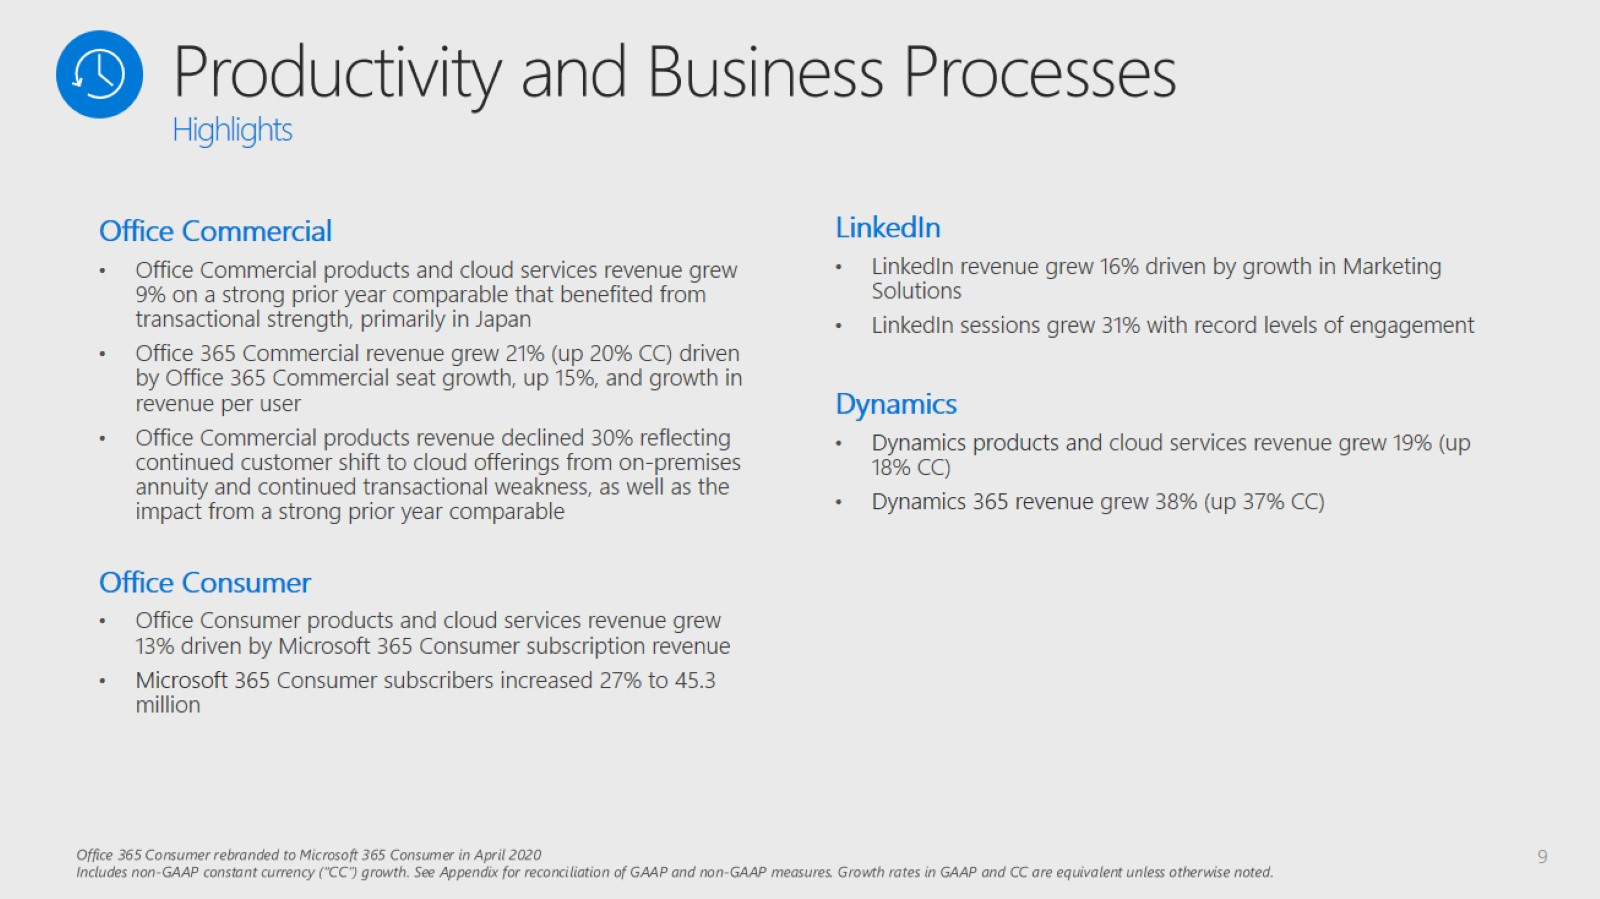 Productivity and Business Processes
Highlights
Office Commercial
• Office Commercial products and cloud services revenue grew
9% on a strong prior year comparable that benefited from
transactional strength, primarily in Japan
• Office 365 Commercial revenue grew 21% (up 20% CC) driven
by Office 365 Commercial seat growth, up 15%, and growth in
revenue per user
• Office Commercial products revenue declined 30% reflecting
continued customer shift to cloud offerings from on-premises
annuity and continued transactional weakness, as well as the
impact from a strong prior year comparable
Office Consumer
• Office Consumer products and cloud services revenue grew
13% driven by Microsoft 365 Consumer subscription revenue
• Microsoft 365 Consumer subscribers increased 27% to 45.3
million
LinkedIn
• LinkedIn revenue grew 16% driven by growth in Marketing
Solutions
• LinkedIn sessions grew 31% with record levels of engagement
Dynamics
• Dynamics products and cloud services revenue grew 19% (up
18% CC)
• Dynamics 365 revenue grew 38% (up 37% CC)
Office 365 Consumer rebranded to Microsoft 365 Consumer in April 2020
Includes non-GAAP constant currency ("CC") growth. See Appendix for reconciliation of GAAP and non-GAAP measures. Growth rates in GAAP and CC are equivalent unless otherwise noted.
9